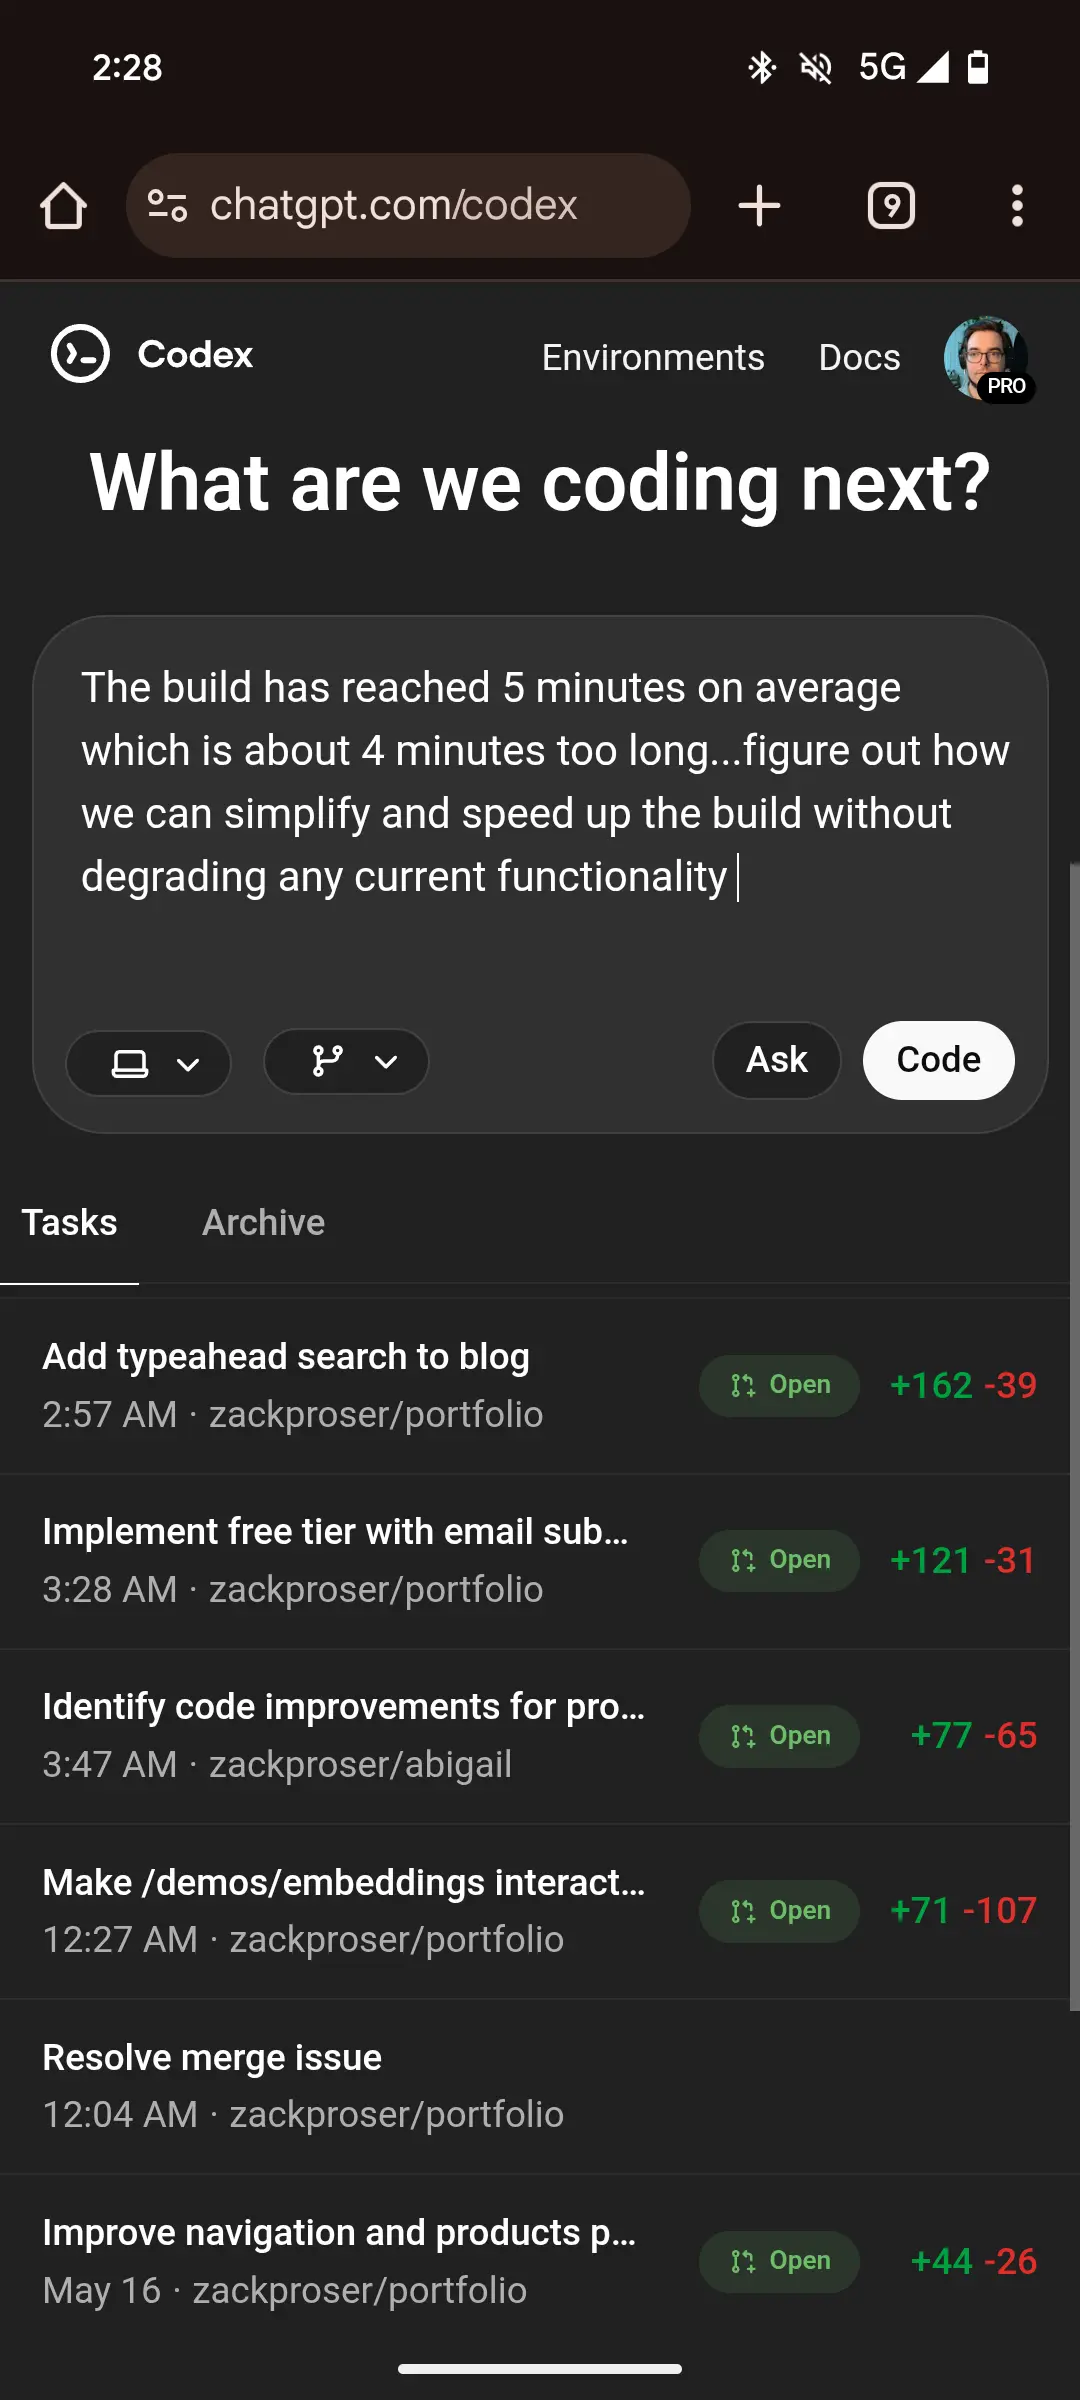 2:28
5G
chatgpt.com/codex
9
Codex
Environments
Docs
PRO
What are we coding next?
The build has reached 5 minutes on average
which is about 4 minutes too long...figure out how
we can simplify and speed up the build without
degrading any current functionality
Ask
Code
Tasks
Archive
Add typeahead search to blog
2:57 AM · zackproser/portfolio
Open
+162 -39
Implement free tier with email sub...
3:28 AM · zackproser/portfolio
Open
+121 -31
Identify code improvements for pro...
3:47 AM · zackproser/abigail
Open
+77 -65
Make /demos/embeddings interact...
12:27 AM · zackproser/portfolio
Open
+71 -107
Resolve merge issue
12:04 AM · zackproser/portfolio
Improve navigation and products p...
May 16 · zackproser/portfolio
Open
+44 -26